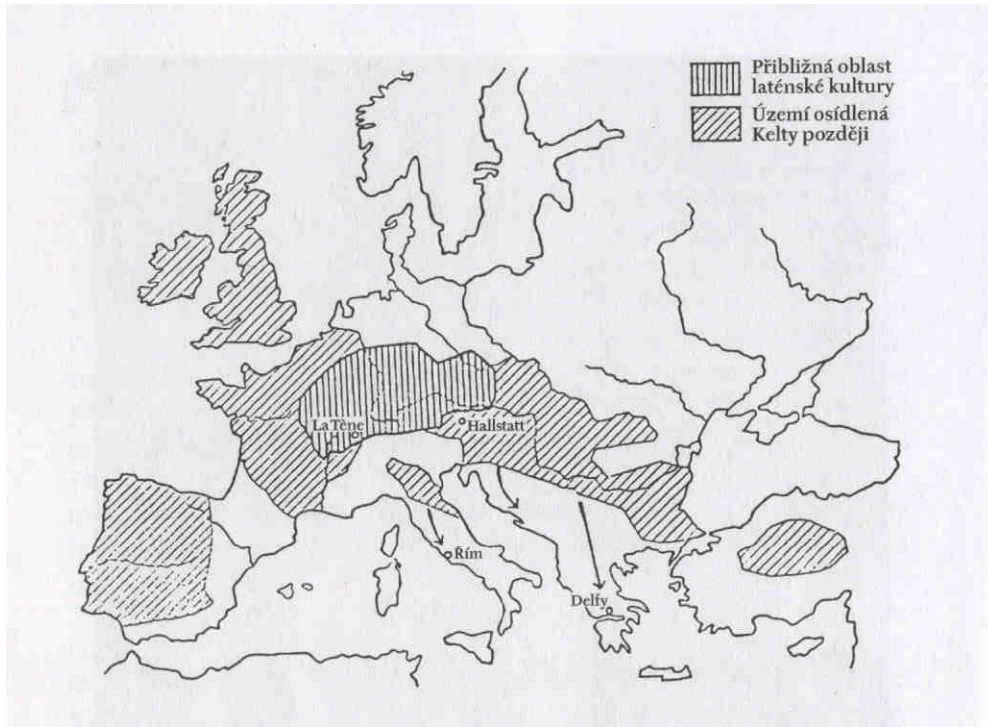 Přibližná oblast
laténské kultury
Území osídlená
Kelty později
La Tène
Hallstatt
Řím
Delfy